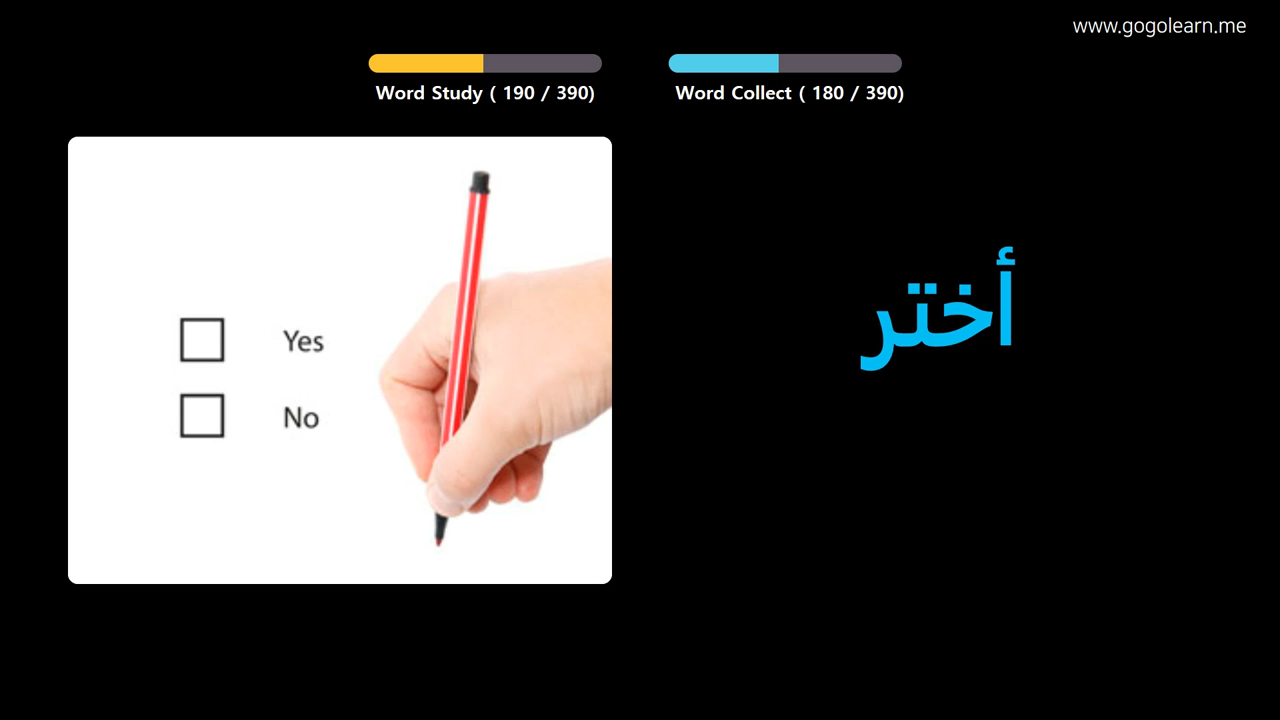 www.gogolearn.me
Word Study ( 190 / 390)
Word Collect ( 180 / 390)
Yes
No
أختر